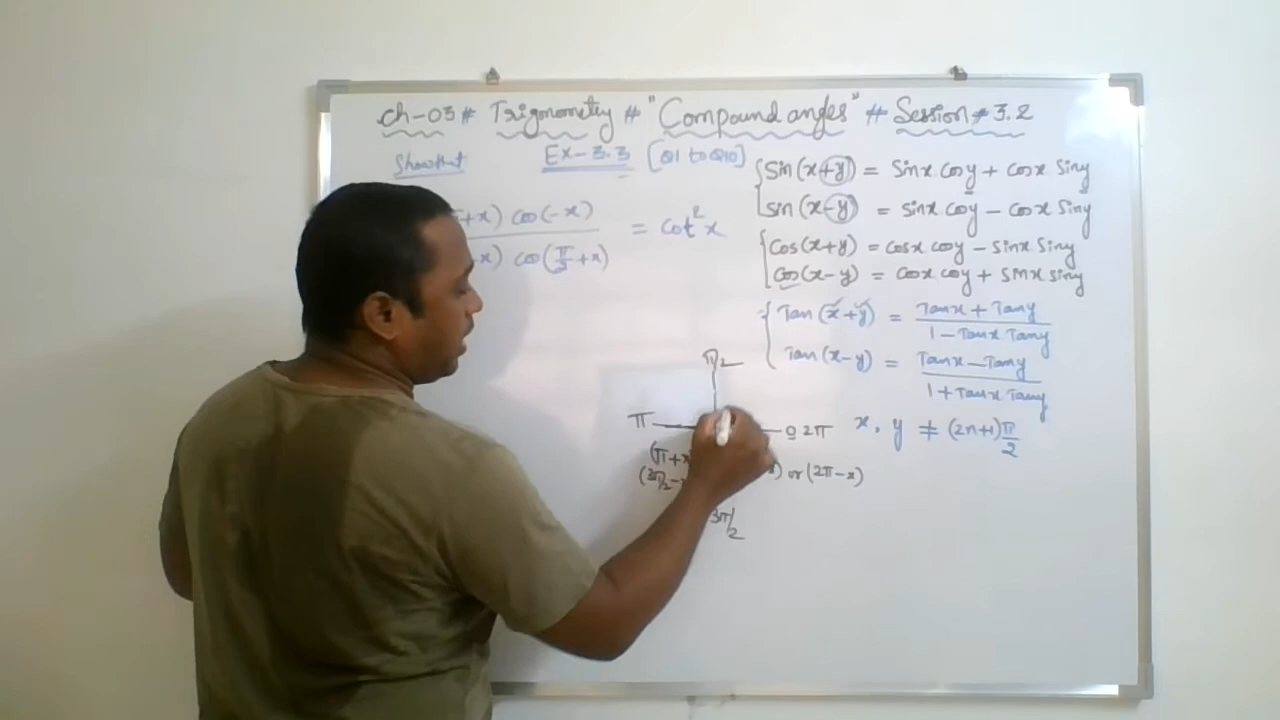 ch-03 # Trigonometry # "Compound angles" # Session # 3.2
Show that Ex-3.3 [Q1 to Q10]
+x) cos(-x)
-x) cos(π/2+x)
= cot²x
Sin(x+y) = Sinx cosy + cosx Siny
sin(x-y) = sinx cosy - cosx Siny
Cos(x+y) = cosx cosy - sinx Siny
cos(x-y) = cosx cosy + sinx siny
Tan(x+y) = Tanx + Tany / 1 - Tanx Tany
Tan(x-y) = Tanx - Tany / 1 + Tanx Tany
x, y ≠ (2n+1)π/2
π/2
π 0 2π
(π+x
(3π/2-
) or (2π-x)
3π/2